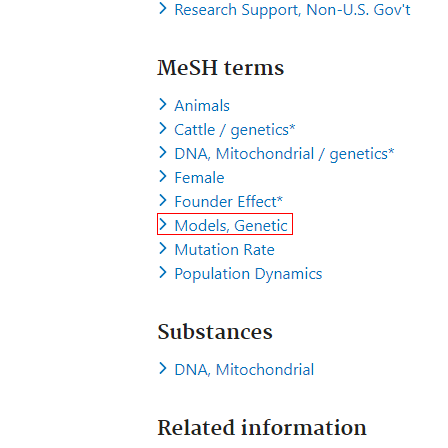 Research Support, Non-U.S. Gov't
MeSH terms
Animals
Cattle / genetics*
DNA, Mitochondrial / genetics*
Female
Founder Effect*
Models, Genetic
Mutation Rate
Population Dynamics
Substances
DNA, Mitochondrial
Related information